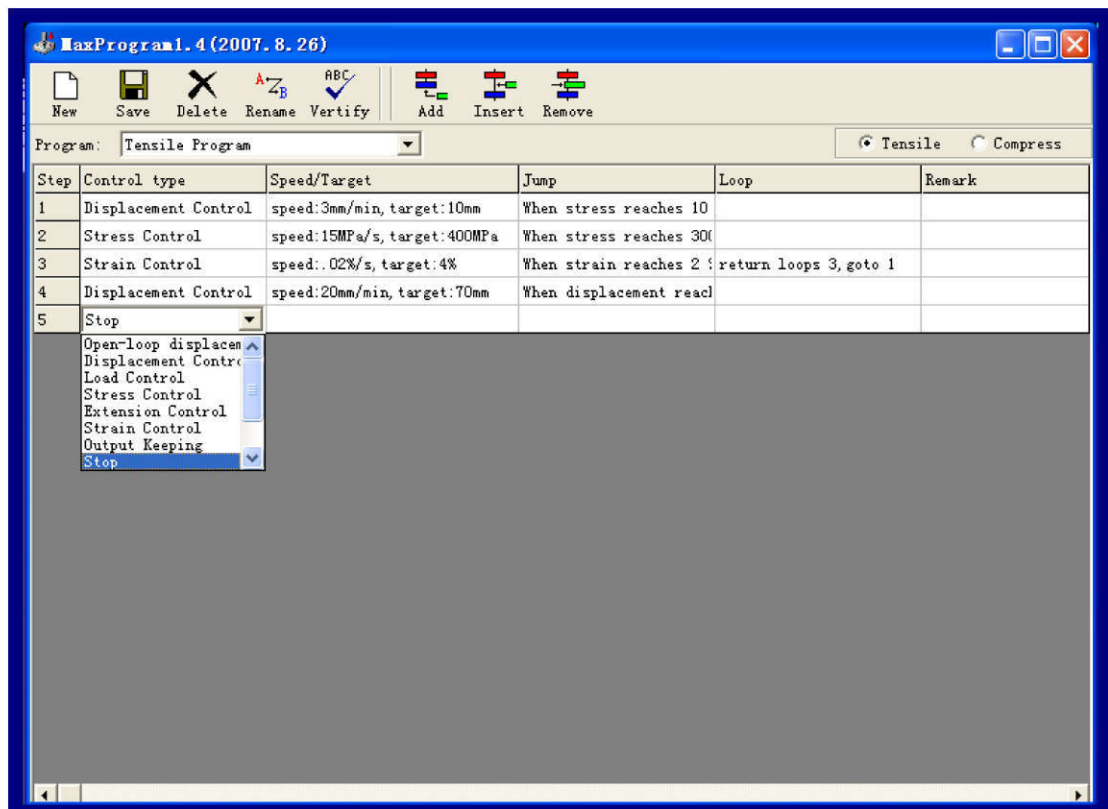 MaxProgram1.4(2007.8.26)
ABC
A Z B
New Save Delete Rename Vertify Add Insert Remove
Program: Tensile Program Tensile Compress
Step Control type Speed/Target Jump Loop Remark
1 Displacement Control speed:3mm/min, target:10mm When stress reaches 10
2 Stress Control speed:15MPa/s, target:400MPa When stress reaches 300
3 Strain Control speed:.02%/s, target:4% When strain reaches 2 return loops 3, goto 1
4 Displacement Control speed:20mm/min, target:70mm When displacement reacl
5 Stop
Open-loop displacem
Displacement Contro
Load Control
Stress Control
Extension Control
Strain Control
Output Keeping
Stop